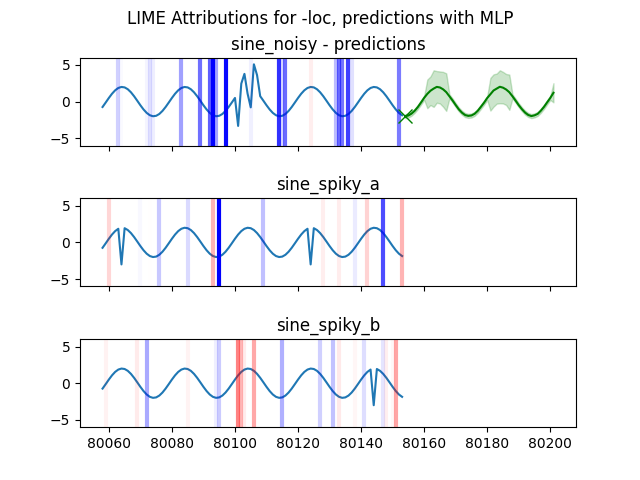 LIME Attributions for -loc, predictions with MLP
sine_noisy - predictions
5
0
−5
sine_spiky_a
5
0
−5
sine_spiky_b
5
0
−5
80060 80080 80100 80120 80140 80160 80180 80200